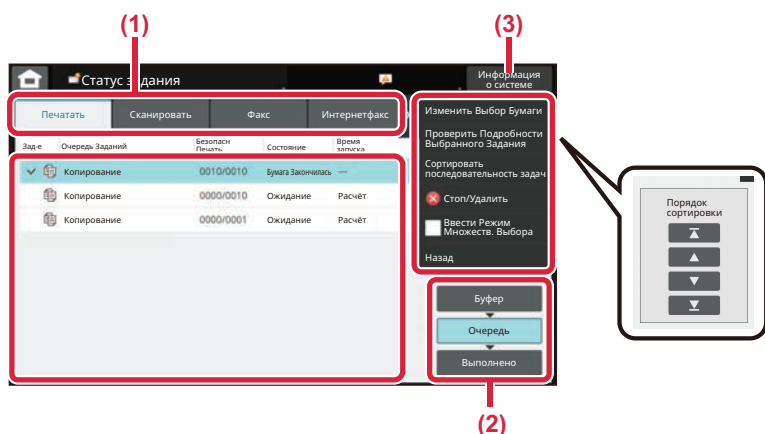 (1)
(3)
Статус задания
Информация
о системе
Печатать
Сканировать
Факс
Интернетфакс
Зад-е
Очередь Заданий
Безопасн
Печать
Состояние
Время
запуска
Копирование
0010/0010
Бумага Закончилась
---
Копирование
0000/0010
Ожидание
Расчёт
Копирование
0000/0001
Ожидание
Расчёт
Изменить Выбор Бумаги
Проверить Подробности
Выбранного Задания
Сортировать
последовательность задач
Стоп/Удалить
Ввести Режим
Множеств. Выбора
Назад
Порядок
сортировки
Буфер
Очередь
Выполнено
(2)